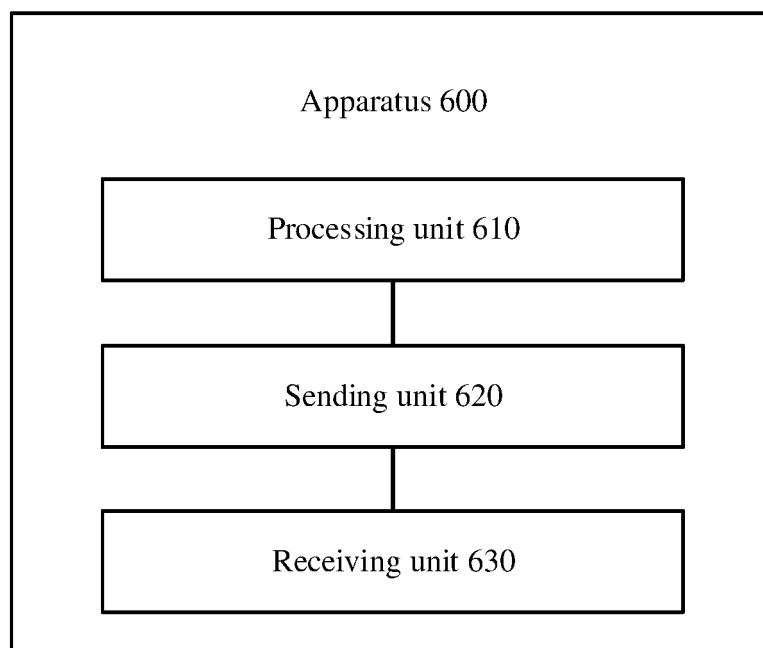 Apparatus 600
Processing unit 610
Sending unit 620
Receiving unit 630